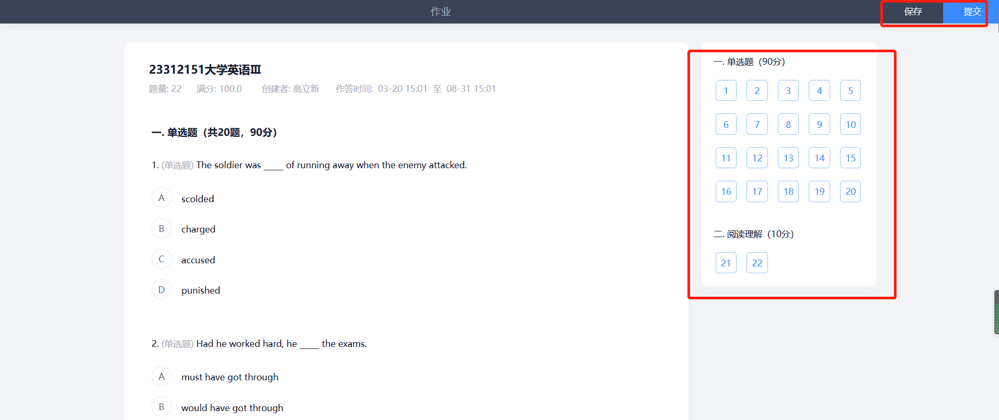 作业
保存
提交
23312151大学英语Ⅲ
题量: 22 满分: 100.0 创建者: 高立新 作答时间: 03-20 15:01 至 08-31 15:01
一. 单选题（共20题，90分）
1. (单选题) The soldier was ____ of running away when the enemy attacked.
A scolded
B charged
C accused
D punished
2. (单选题) Had he worked hard, he ____ the exams.
A must have got through
B would have got through
一. 单选题（90分）
1 2 3 4 5
6 7 8 9 10
11 12 13 14 15
16 17 18 19 20
二. 阅读理解（10分）
21 22